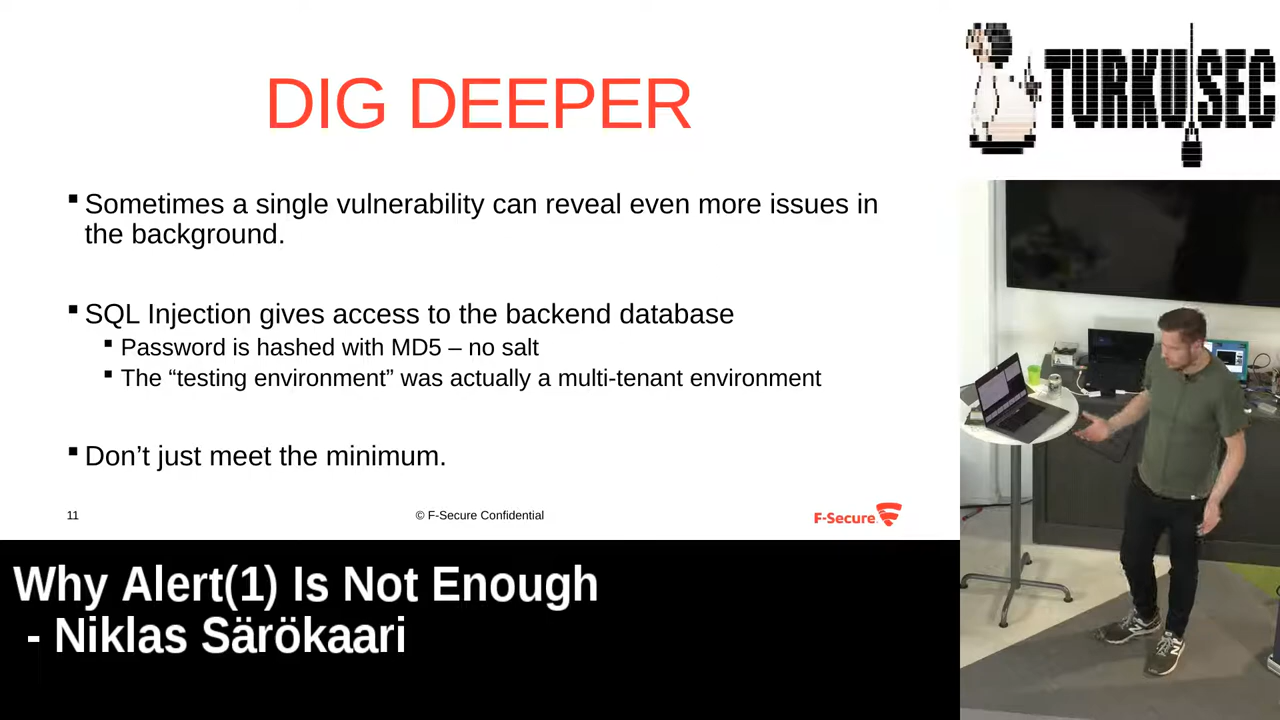 DIG DEEPER
▪ Sometimes a single vulnerability can reveal even more issues in
the background.
▪ SQL Injection gives access to the backend database
▪ Password is hashed with MD5 – no salt
▪ The “testing environment” was actually a multi-tenant environment
▪ Don’t just meet the minimum.
11
© F-Secure Confidential
F-Secure.
TURKU SEC
Why Alert(1) Is Not Enough
- Niklas Särökaari
N